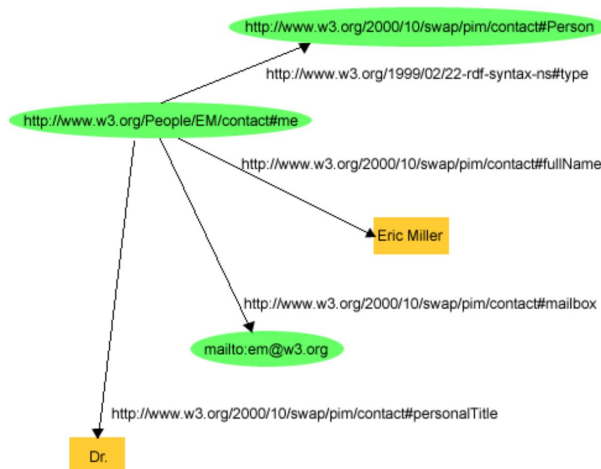 http://www.w3.org/2000/10/swap/pim/contact#Person
http://www.w3.org/1999/02/22-rdf-syntax-ns#type
http://www.w3.org/People/EM/contact#me
http://www.w3.org/2000/10/swap/pim/contact#fullName
Eric Miller
http://www.w3.org/2000/10/swap/pim/contact#mailbox
mailto:em@w3.org
http://www.w3.org/2000/10/swap/pim/contact#personalTitle
Dr.